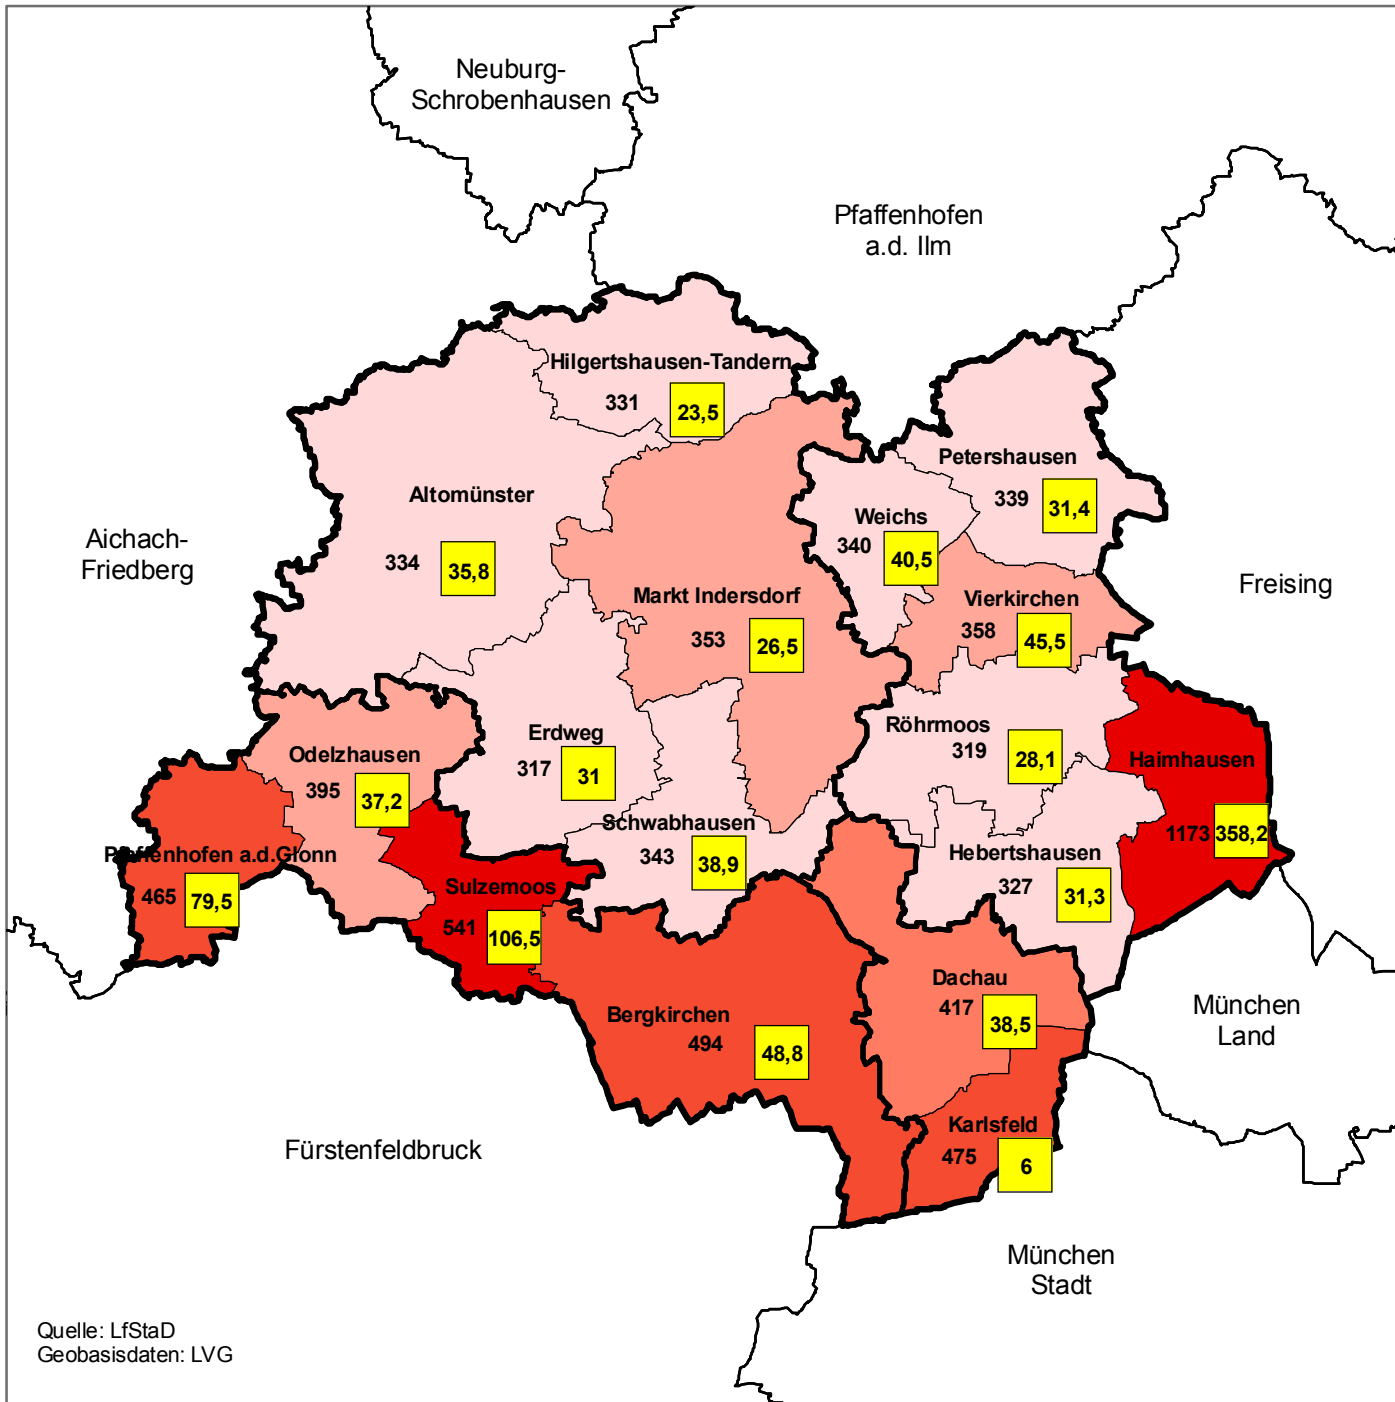 Neuburg-
Schrobenhausen
Pfaffenhofen
a.d. Ilm
Hilgertshausen-Tandern
331
23,5
Petershausen
339
31,4
Altomünster
334
35,8
Weichs
340
40,5
Aichach-
Friedberg
Freising
Markt Indersdorf
353
26,5
Vierkirchen
358
45,5
Röhrmoos
319
28,1
Erdweg
317
31
Odelzhausen
395
37,2
Haimhausen
1173
358,2
Schwabhausen
343
38,9
Hebertshausen
327
31,3
Pfaffenhofen a.d.Glonn
465
79,5
Sulzemoos
541
106,5
Dachau
417
38,5
Bergkirchen
494
48,8
München
Land
Karlsfeld
475
6
Fürstenfeldbruck
München
Stadt
Quelle: LfStaD
Geobasisdaten: LVG